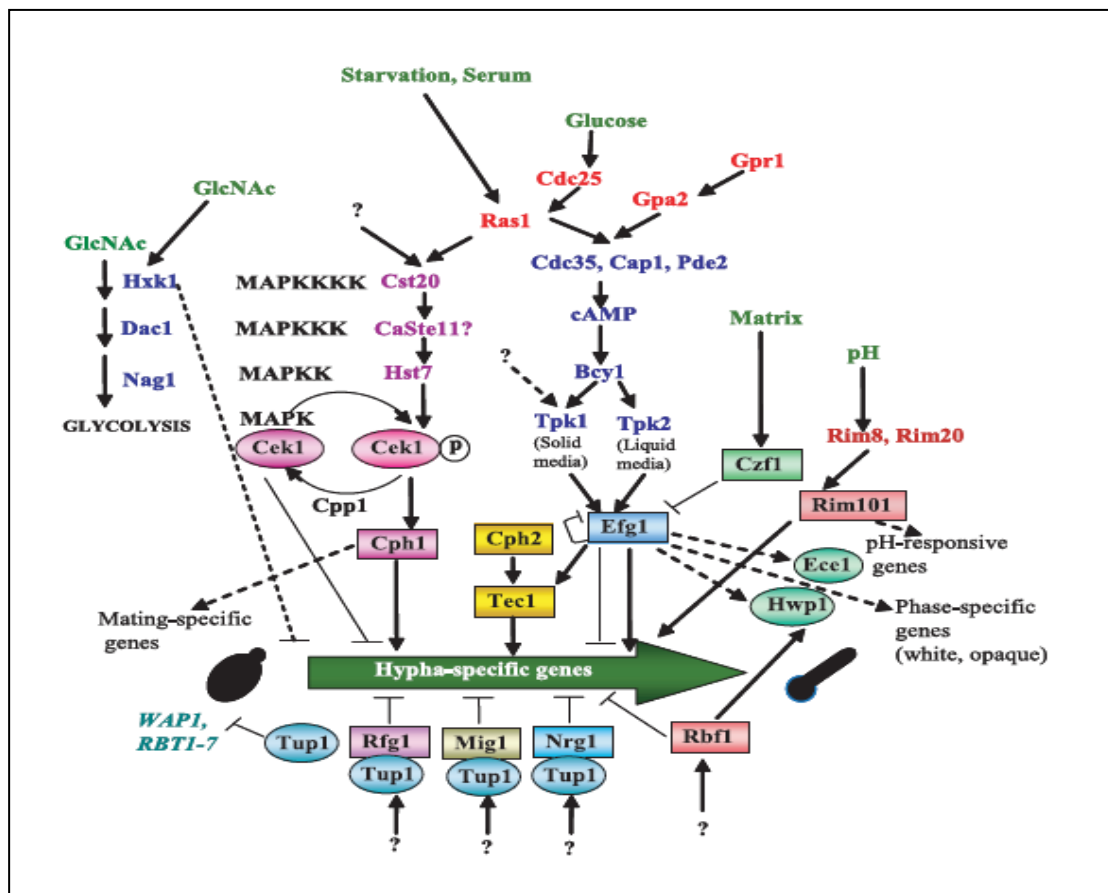 Starvation, Serum
Glucose
Gpr1
Cdc25
GlcNAc
Gpa2
?
Ras1
GlcNAc
Cdc35, Cap1, Pde2
Hxk1
MAPKKKK Cst20
cAMP
Matrix
Dac1
MAPKKK CaSte11?
pH
?
Nag1
MAPKK Hst7
Bcy1
GLYCOLYSIS
MAPK
Tpk1
(Solid
media)
Tpk2
(Liquid
media)
Rim8, Rim20
Cek1
Cek1
P
Czf1
Cpp1
Rim101
Efg1
Cph1
Cph2
pH-responsive
genes
Ece1
Tec1
Hwp1
Mating-specific
genes
Phase-specific
genes
(white, opaque)
Hypha-specific genes
WAP1,
RBT1-7
Tup1
Rfg1
Mig1
Nrg1
Rbf1
Tup1
Tup1
Tup1
?
?
?
?